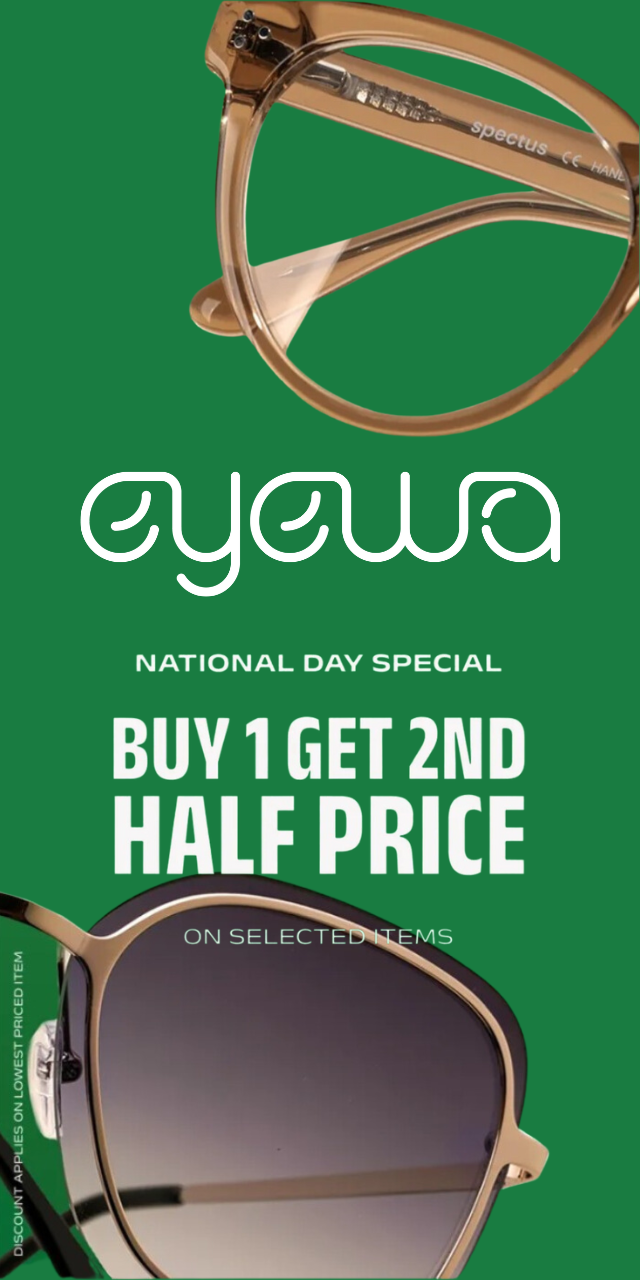 spectus CE HAND
eyewa
NATIONAL DAY SPECIAL
BUY 1 GET 2ND
HALF PRICE
ON SELECTED ITEMS
DISCOUNT APPLIES ON LOWEST PRICED ITEM